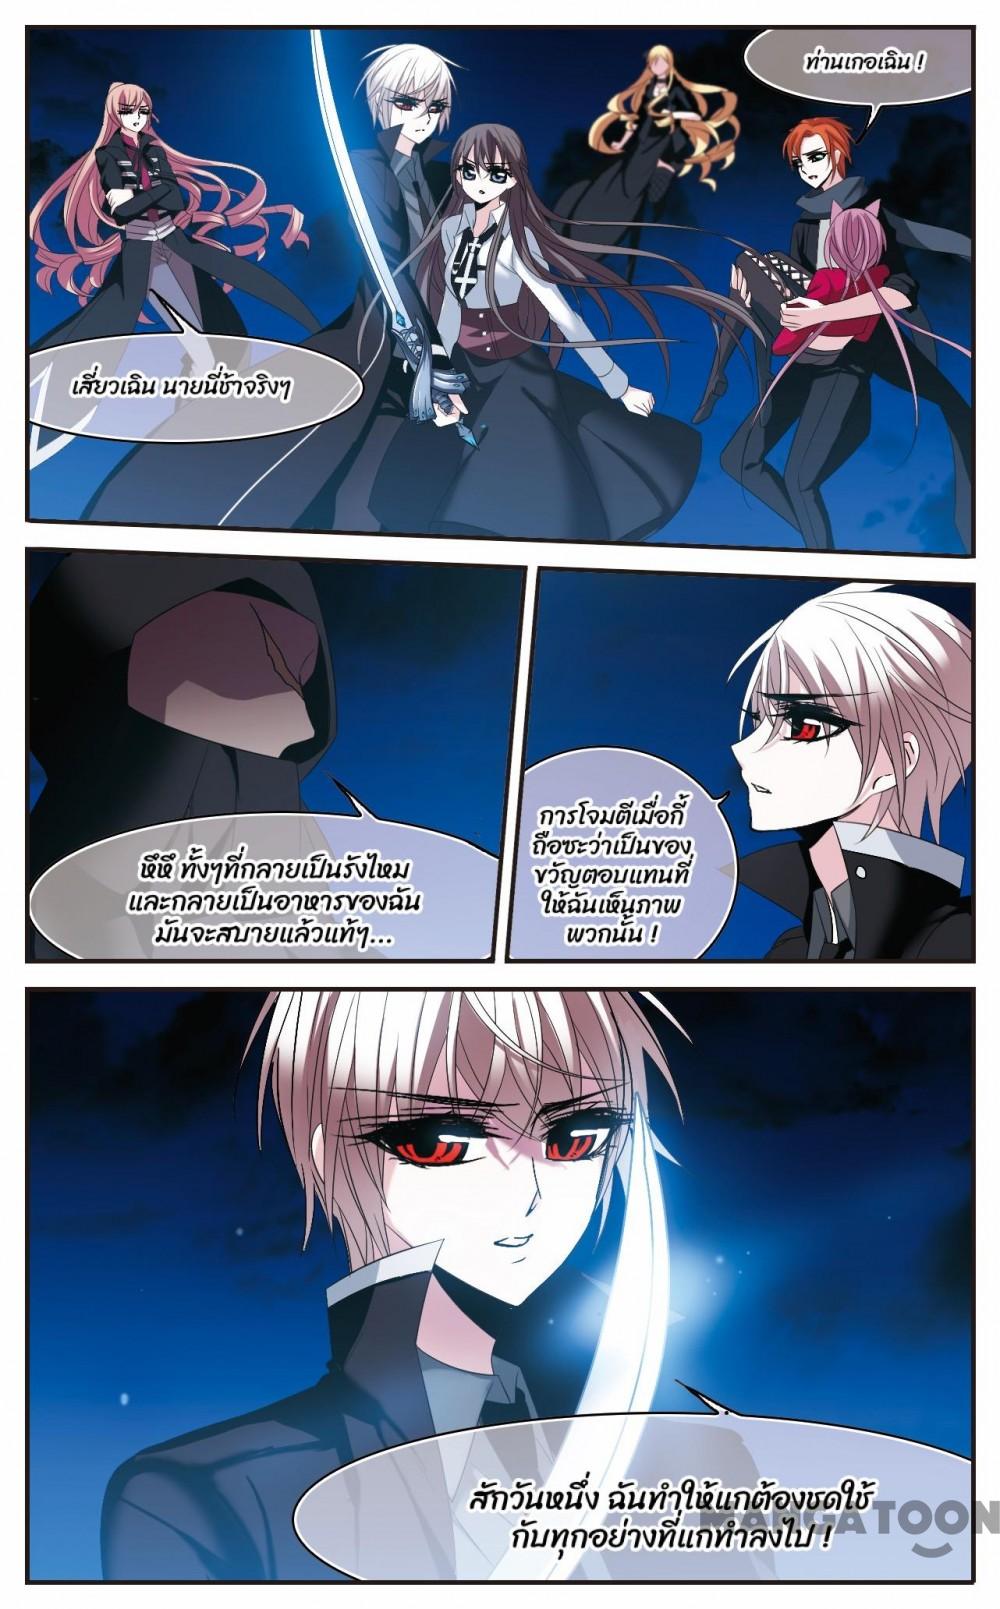 ท่านเกอเฉิน !
เสี่ยวเฉิน นายนี่ช้าจริงๆ
หึหึ ทั้งๆที่กลายเป็นรังไหม
และกลายเป็นอาหารของฉัน
มันจะสบายแล้วแท้ๆ...
การโจมตีเมื่อกี้
ถือซะว่าเป็นของ
ขวัญตอบแทนที่
ให้ฉันเห็นภาพ
พวกนั้น !
สักวันหนึ่ง ฉันทำให้แกต้องชดใช้
กับทุกอย่างที่แกทำลงไป !
MANGATOON